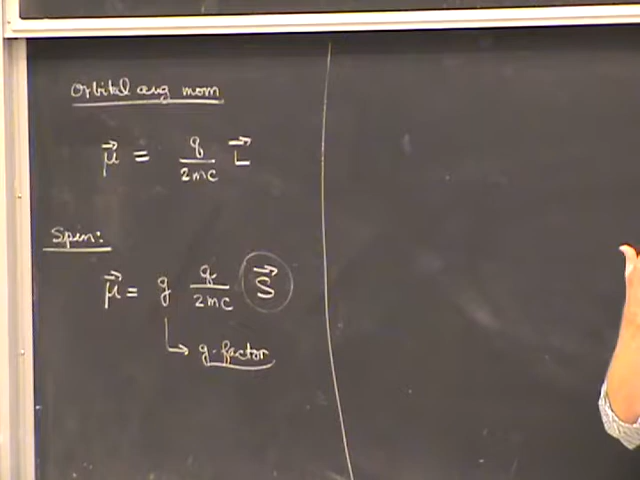 Orbital ang mom
μ⃗ = q/2mc L⃗
Spin:
μ⃗ = g q/2mc S⃗
↳ g-factor